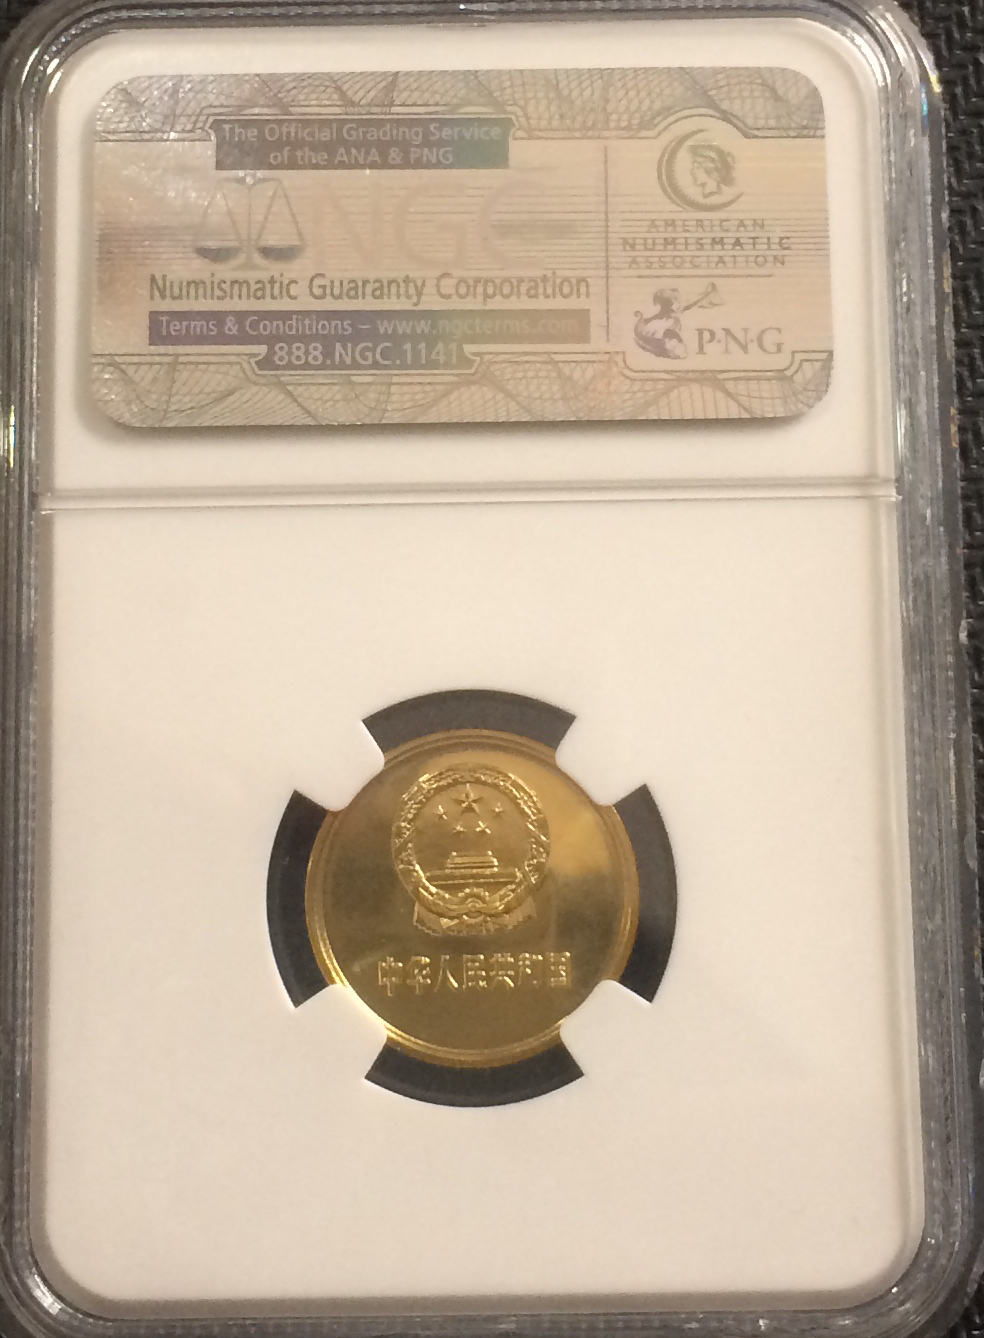 The Official Grading Service
of the ANA & PNG
NGC
Numismatic Guaranty Corporation
Terms & Conditions – www.ngcterms.com
888.NGC.1141
AMERICAN
NUMISMATIC
ASSOCIATION
P·N·G
中华人民共和国